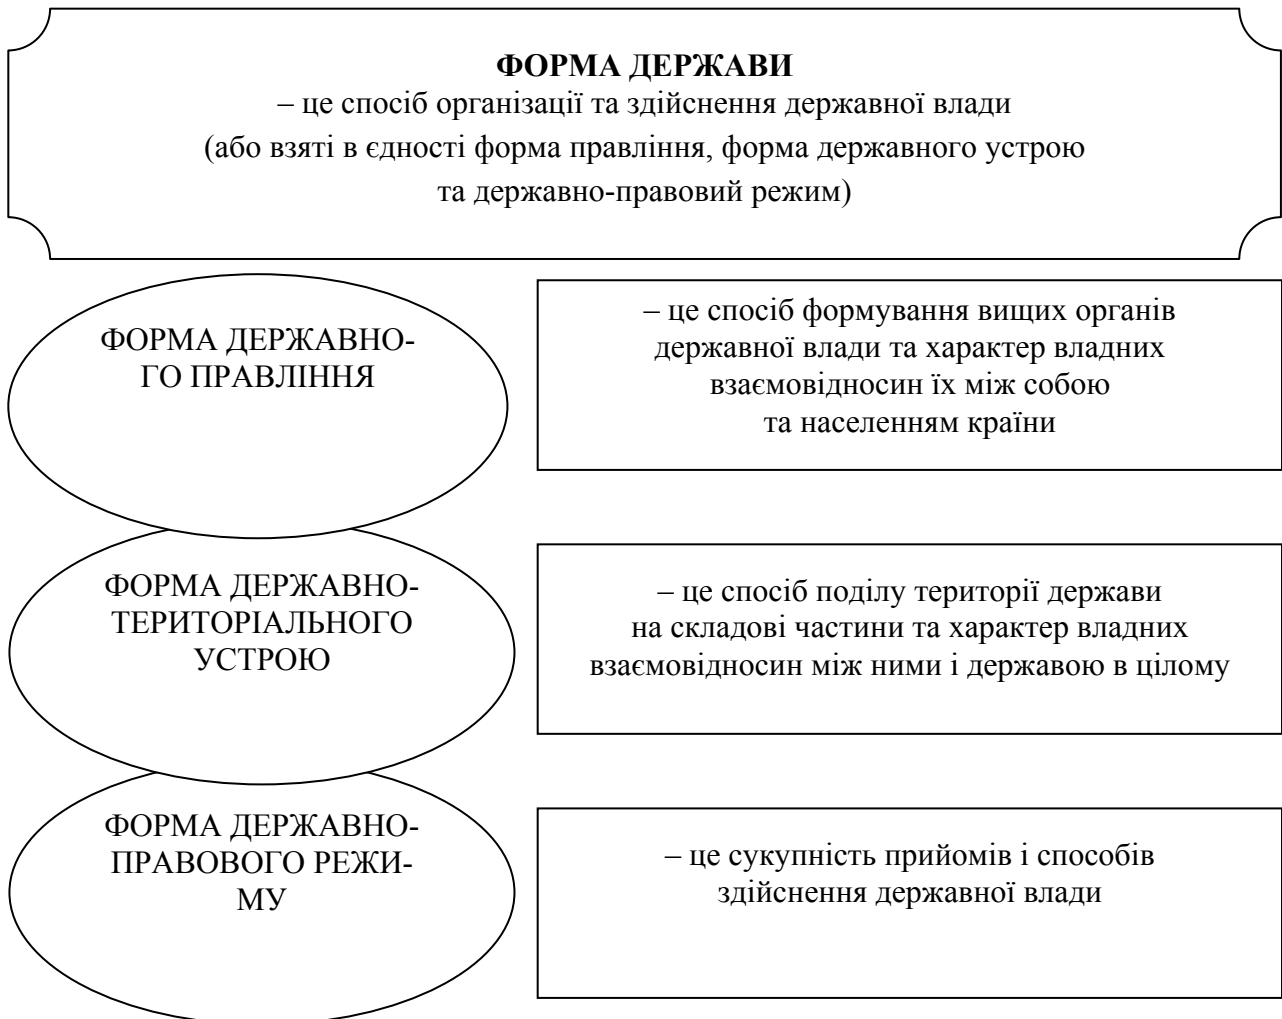 ФОРМА ДЕРЖАВИ
– це спосіб організації та здійснення державної влади
(або взяті в єдності форма правління, форма державного устрою
та державно-правовий режим)
ФОРМА ДЕРЖАВНО-
ГО ПРАВЛІННЯ
– це спосіб формування вищих органів
державної влади та характер владних
взаємовідносин їх між собою
та населенням країни
ФОРМА ДЕРЖАВНО-
ТЕРИТОРІАЛЬНОГО
УСТРОЮ
– це спосіб поділу території держави
на складові частини та характер владних
взаємовідносин між ними і державою в цілому
ФОРМА ДЕРЖАВНО-
ПРАВОВОГО РЕЖИ-
МУ
– це сукупність прийомів і способів
здійснення державної влади